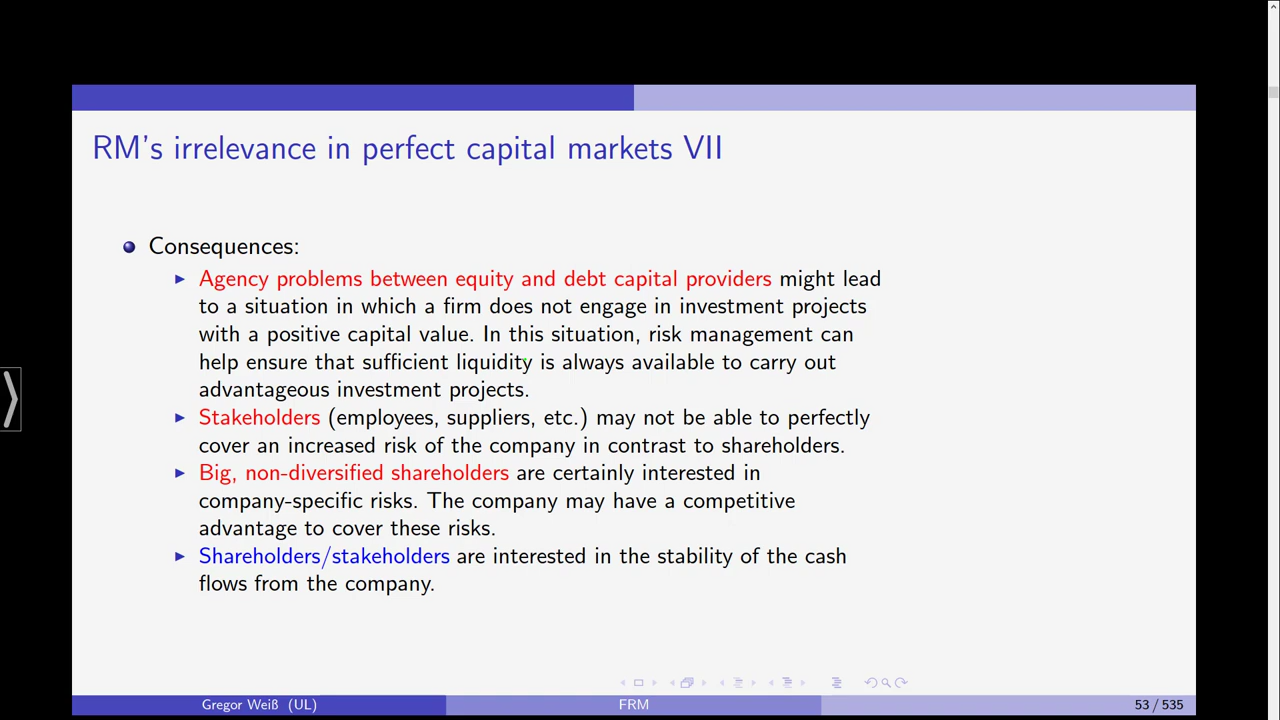 RM's irrelevance in perfect capital markets VII
Consequences:
Agency problems between equity and debt capital providers might lead
to a situation in which a firm does not engage in investment projects
with a positive capital value. In this situation, risk management can
help ensure that sufficient liquidity is always available to carry out
advantageous investment projects.
Stakeholders (employees, suppliers, etc.) may not be able to perfectly
cover an increased risk of the company in contrast to shareholders.
Big, non-diversified shareholders are certainly interested in
company-specific risks. The company may have a competitive
advantage to cover these risks.
Shareholders/stakeholders are interested in the stability of the cash
flows from the company.
Gregor Weiß (UL) FRM 53 / 535